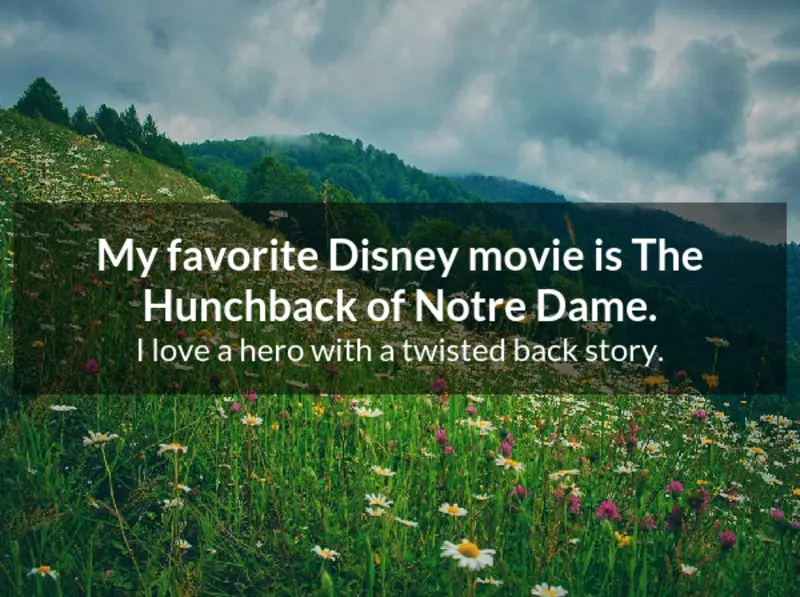 My favorite Disney movie is The
Hunchback of Notre Dame.
I love a hero with a twisted back story.